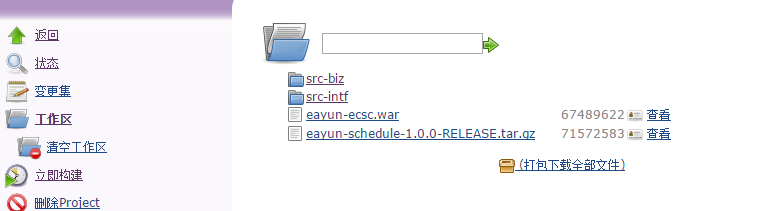 返回
状态
变更集
工作区
清空工作区
立即构建
删除Project
src-biz
src-intf
eayun-ecsc.war 67489622 查看
eayun-schedule-1.0.0-RELEASE.tar.gz 71572583 查看
(打包下载全部文件)